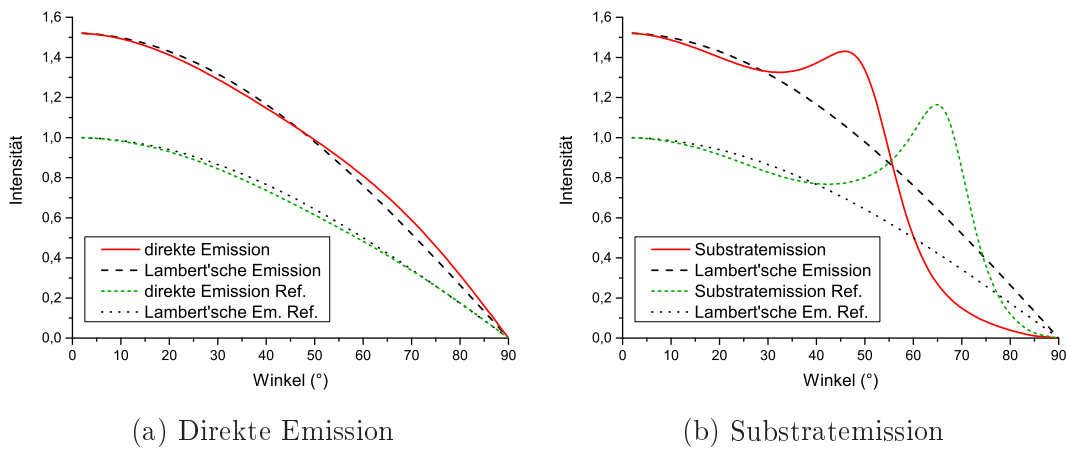 1,6
1,4
1,2
1,0
0,8
0,6
0,4
0,2
0,0
Intensität
direkte Emission
Lambert'sche Emission
direkte Emission Ref.
Lambert'sche Em. Ref.
0 10 20 30 40 50 60 70 80 90
Winkel (°)
(a) Direkte Emission
1,6
1,4
1,2
1,0
0,8
0,6
0,4
0,2
0,0
Intensität
Substratemission
Lambert'sche Emission
Substratemission Ref.
Lambert'sche Em. Ref.
0 10 20 30 40 50 60 70 80 90
Winkel (°)
(b) Substratemission